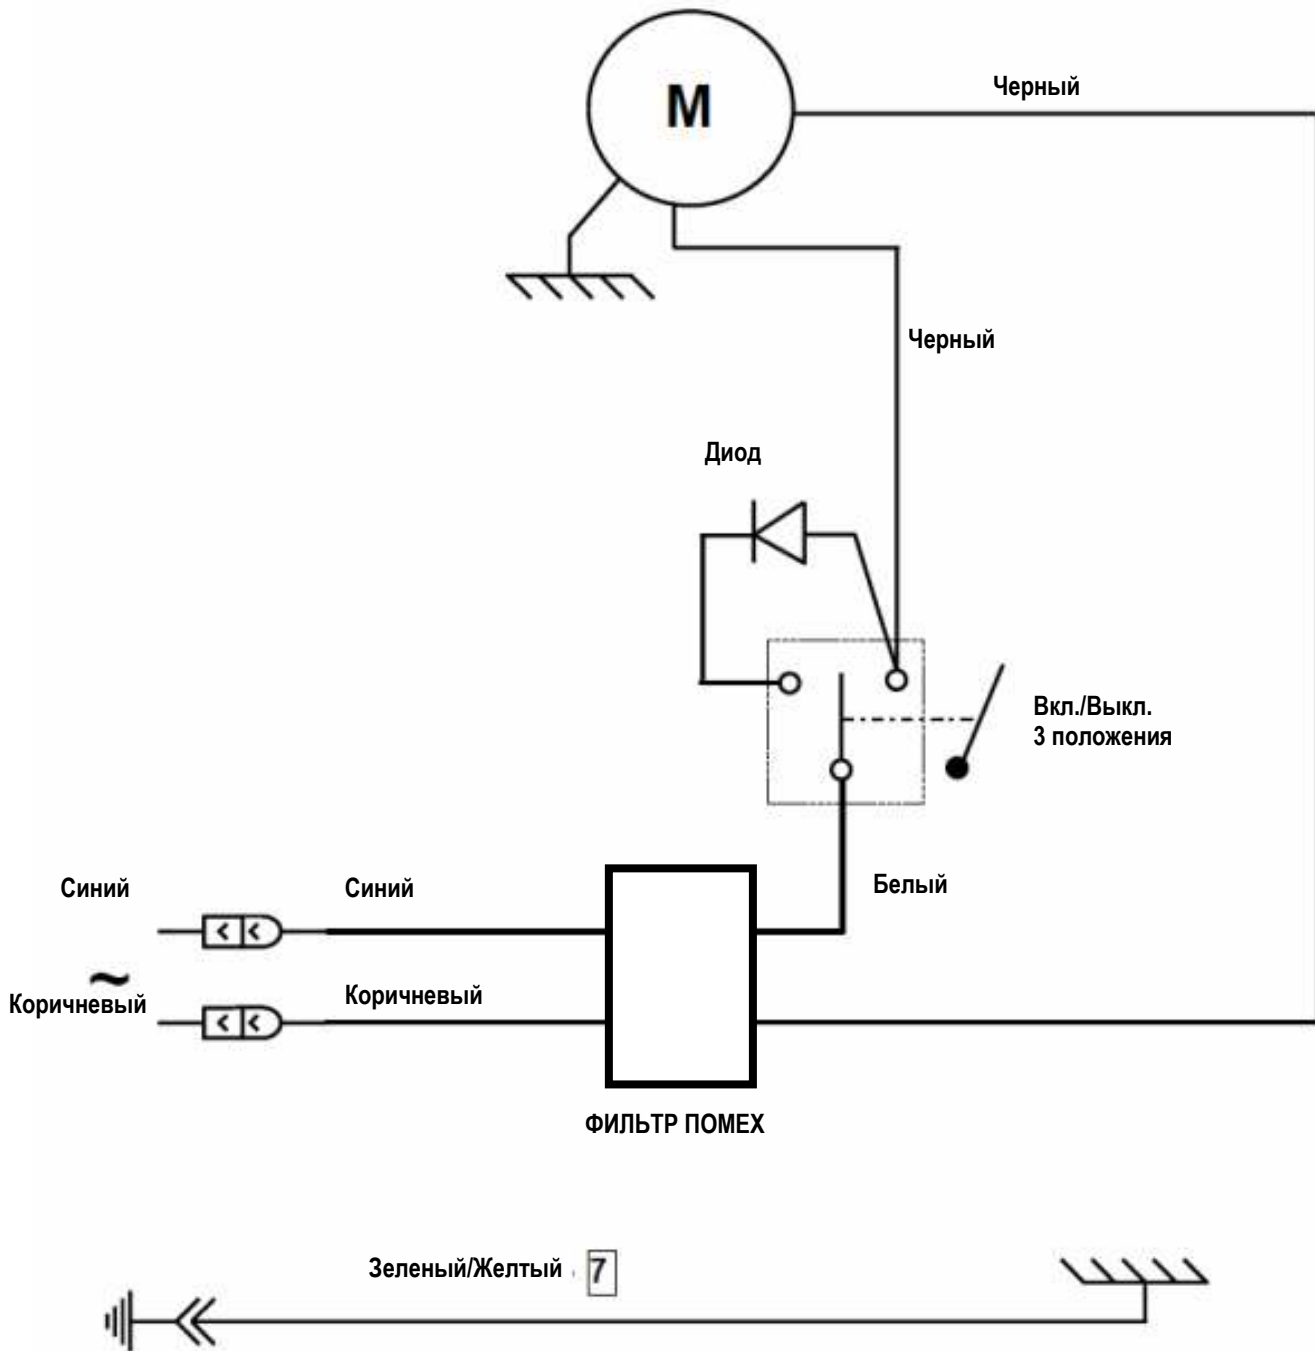 Черный
M
Черный
Диод
Вкл./Выкл.
3 положения
Белый
Синий
Синий
~
Коричневый
Коричневый
ФИЛЬТР ПОМЕХ
Зеленый/Желтый 7